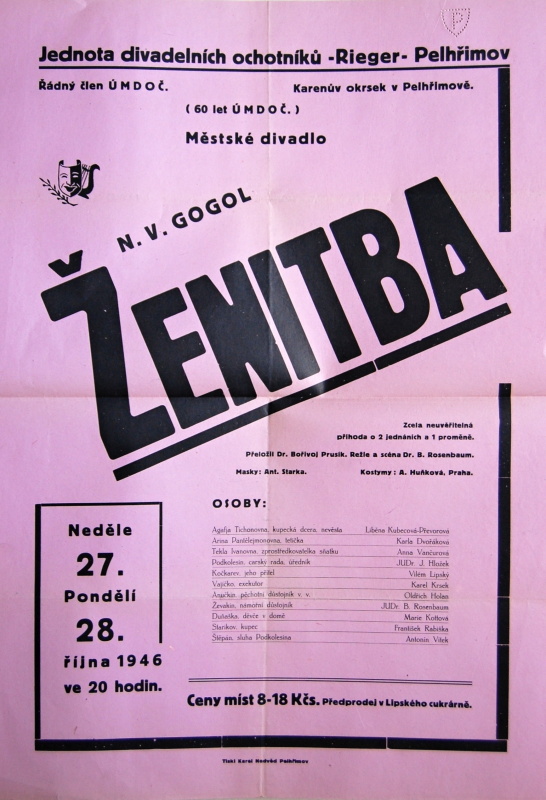 P
Jednota divadelních ochotníků -Rieger- Pelhřimov
Řádný člen ÚMDOČ.
Karenův okrsek v Pelhřimově.
(60 let ÚMDOČ.)
Městské divadlo
N. V. GOGOL
ŽENITBA
Zcela neuvěřitelná
příhoda o 2 jednáních a 1 proměně.
Přeložil Dr. Bořivoj Prusík. Režie a scéna Dr. B. Rosenbaum.
Masky: Ant. Starka. Kostymy: A. Huňková, Praha.
OSOBY:
Agafja Tichonovna, kupecká dcera, nevěsta Liběna Kubecová-Převorová
Arina Pantělejmonovna, tetička Karla Dvořáková
Tekla Ivanovna, zprostředkovatelka sňatku Anna Vančurová
Podkolesin, carský rada, úředník JUDr. J. Hložek
Kočkarev, jeho přítel Vilém Lipský
Vajíčko, exekutor Karel Krsek
Anučkin, pěchotní důstojník v. v. Oldřich Holas
Ževakin, námořní důstojník JUDr. B. Rosenbaum
Duňaška, děvče v domě Marie Kottová
Starikov, kupec František Rabiška
Štěpán, sluha Podkolesina Antonín Vítek
Neděle
27.
Pondělí
28.
října 1946
ve 20 hodin.
Ceny míst 8-18 Kčs. Předprodej v Lipského cukrárně.
Tiskl Karel Nedvěd Pelhřimov